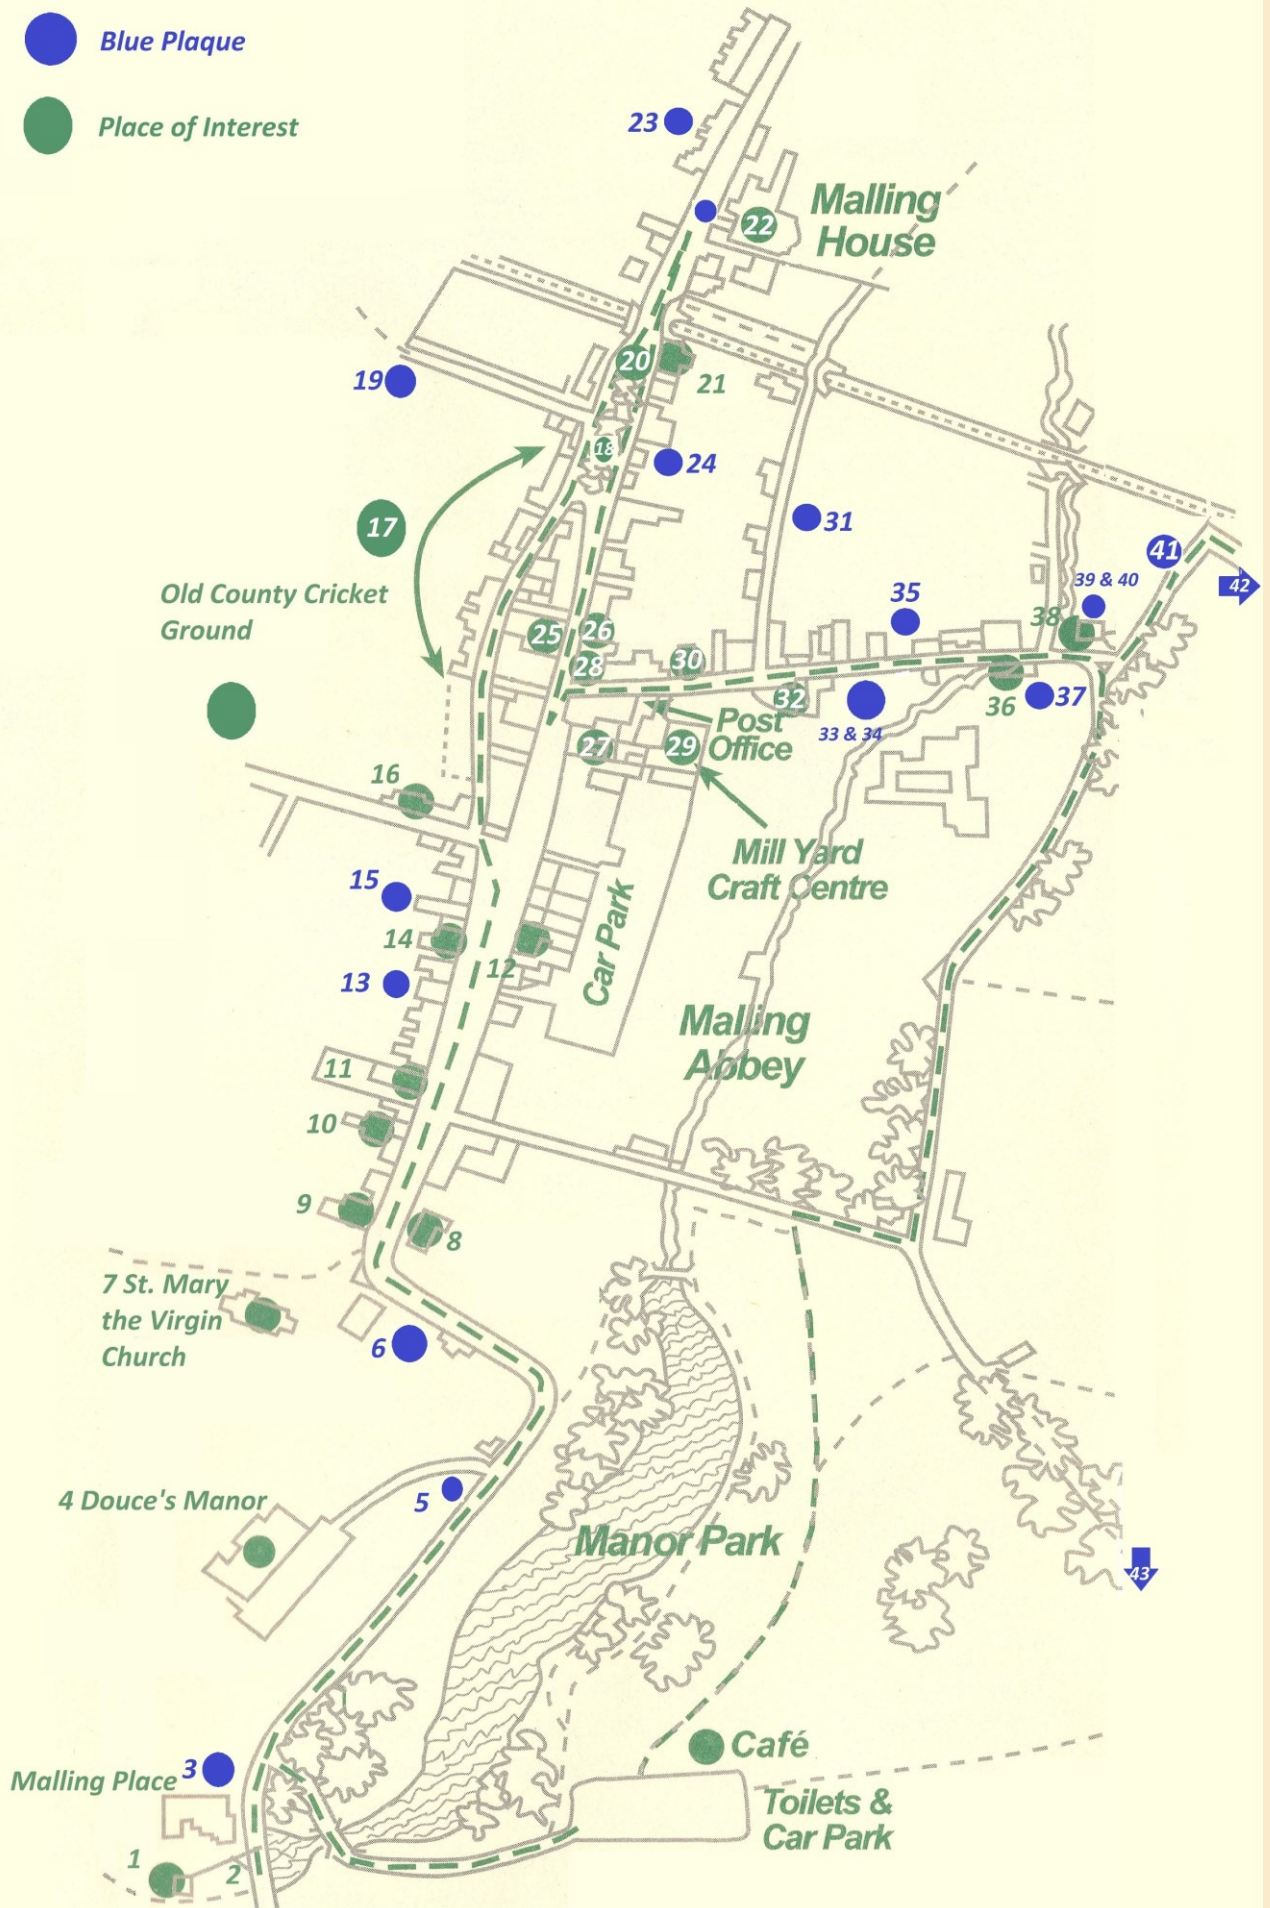 Blue Plaque
Place of Interest
23
22
Malling
House
20
21
19
18
24
17
31
41
39 & 40
42
35
Old County Cricket
Ground
38
25
26
28
30
32
36
37
33 & 34
Post
Office
27
29
16
Mill Yard
Craft Centre
15
14
12
Car Park
13
Malling
Abbey
11
10
9
8
7 St. Mary
the Virgin
Church
6
4 Douce's Manor
5
Manor Park
43
Café
Malling Place
3
Toilets &
Car Park
1
2